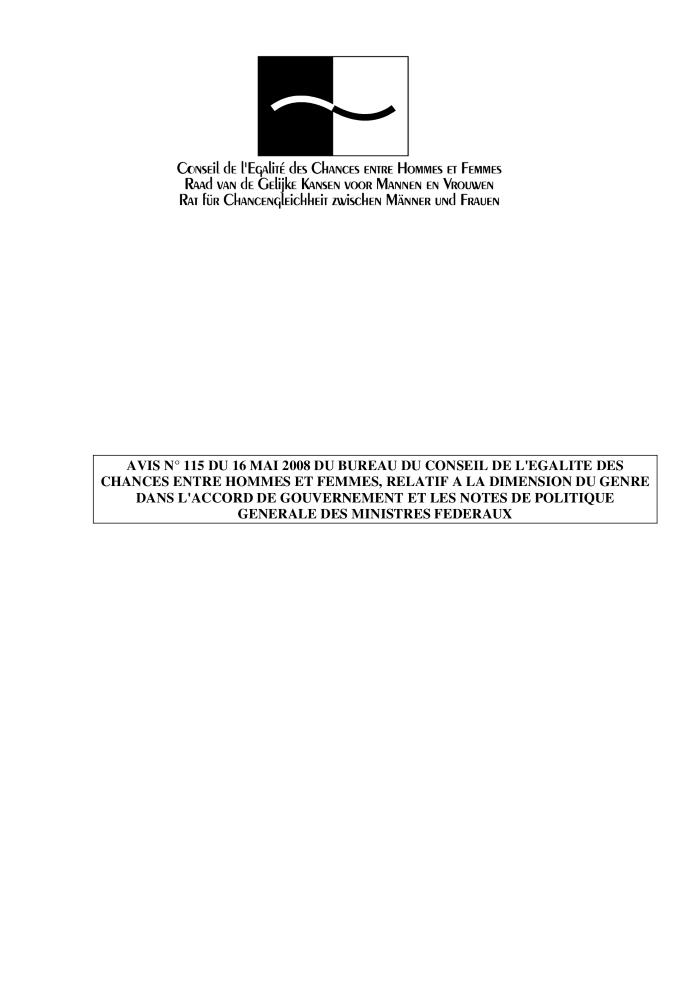 Conseil de l'Egalité des Chances entre Hommes et Femmes
Raad van de Gelijke Kansen voor Mannen en Vrouwen
Rat für Chancengleichheit zwischen Männer und Frauen
AVIS N° 115 DU 16 MAI 2008 DU BUREAU DU CONSEIL DE L'EGALITE DES
CHANCES ENTRE HOMMES ET FEMMES, RELATIF A LA DIMENSION DU GENRE
DANS L'ACCORD DE GOUVERNEMENT ET LES NOTES DE POLITIQUE
GENERALE DES MINISTRES FEDERAUX